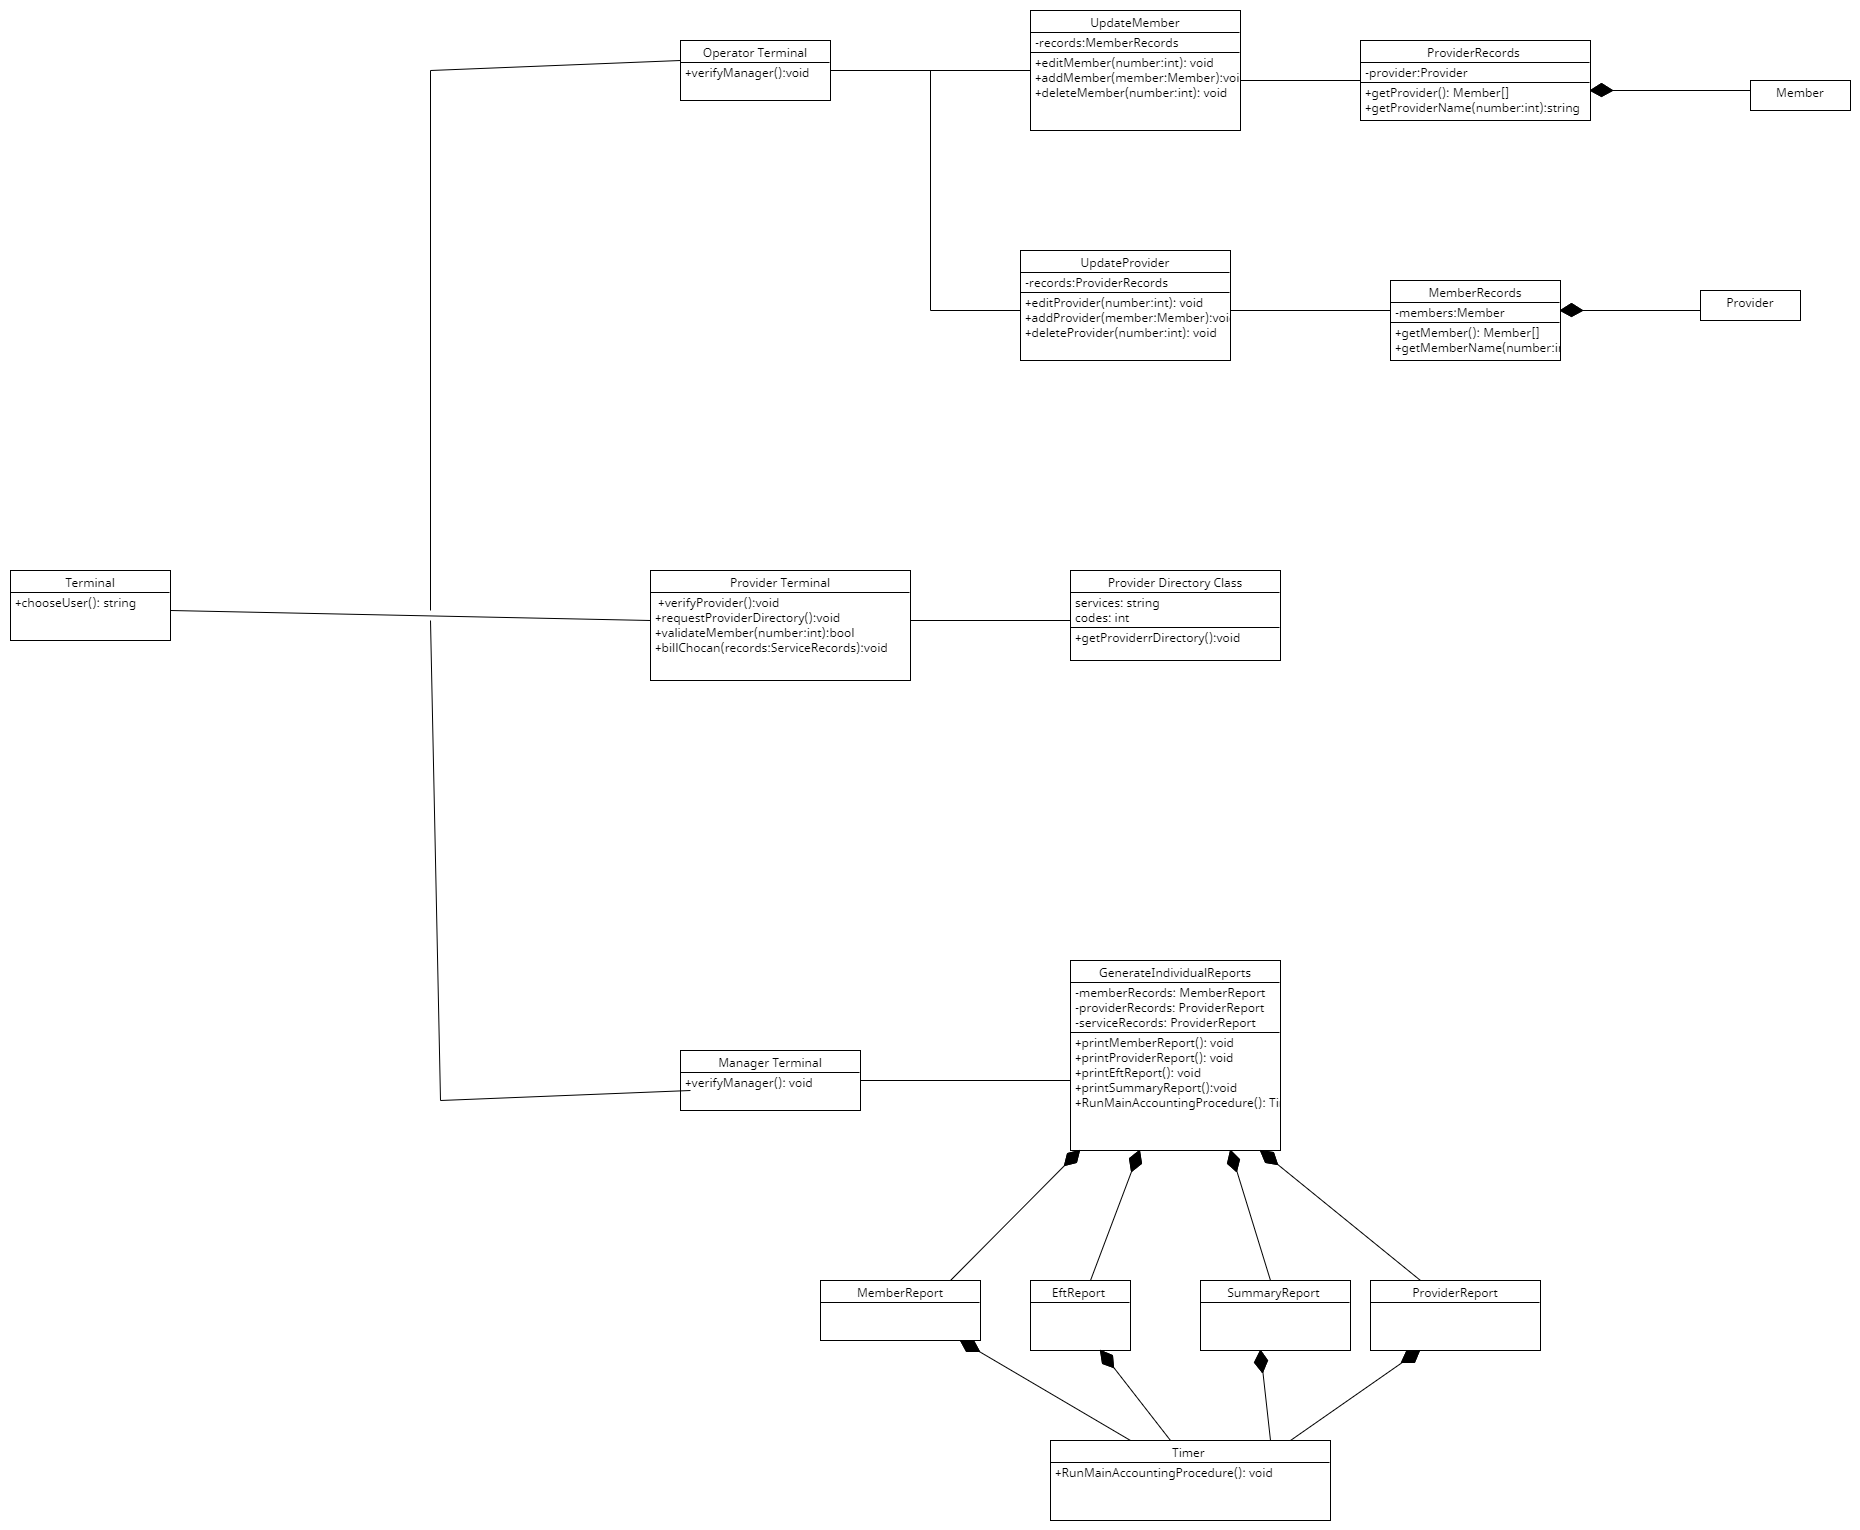 UpdateMember
-records:MemberRecords
+editMember(number:int): void
+addMember(member:Member):voi
+deleteMember(number:int): void
Operator Terminal
+verifyManager():void
ProviderRecords
-provider:Provider
+getProvider(): Member[]
+getProviderName(number:int):string
Member
UpdateProvider
-records:ProviderRecords
+editProvider(number:int): void
+addProvider(member:Member):voi
+deleteProvider(number:int): void
MemberRecords
-members:Member
+getMember(): Member[]
+getMemberName(number:in
Provider
Terminal
+chooseUser(): string
Provider Terminal
+verifyProvider():void
+requestProviderDirectory():void
+validateMember(number:int):bool
+billChocan(records:ServiceRecords):void
Provider Directory Class
services: string
codes: int
+getProviderrDirectory():void
Manager Terminal
+verifyManager(): void
GenerateIndividualReports
-memberRecords: MemberReport
-providerRecords: ProviderReport
-serviceRecords: ProviderReport
+printMemberReport(): void
+printProviderReport(): void
+printEftReport(): void
+printSummaryReport():void
+RunMainAccountingProcedure(): Ti
MemberReport
EftReport
SummaryReport
ProviderReport
Timer
+RunMainAccountingProcedure(): void